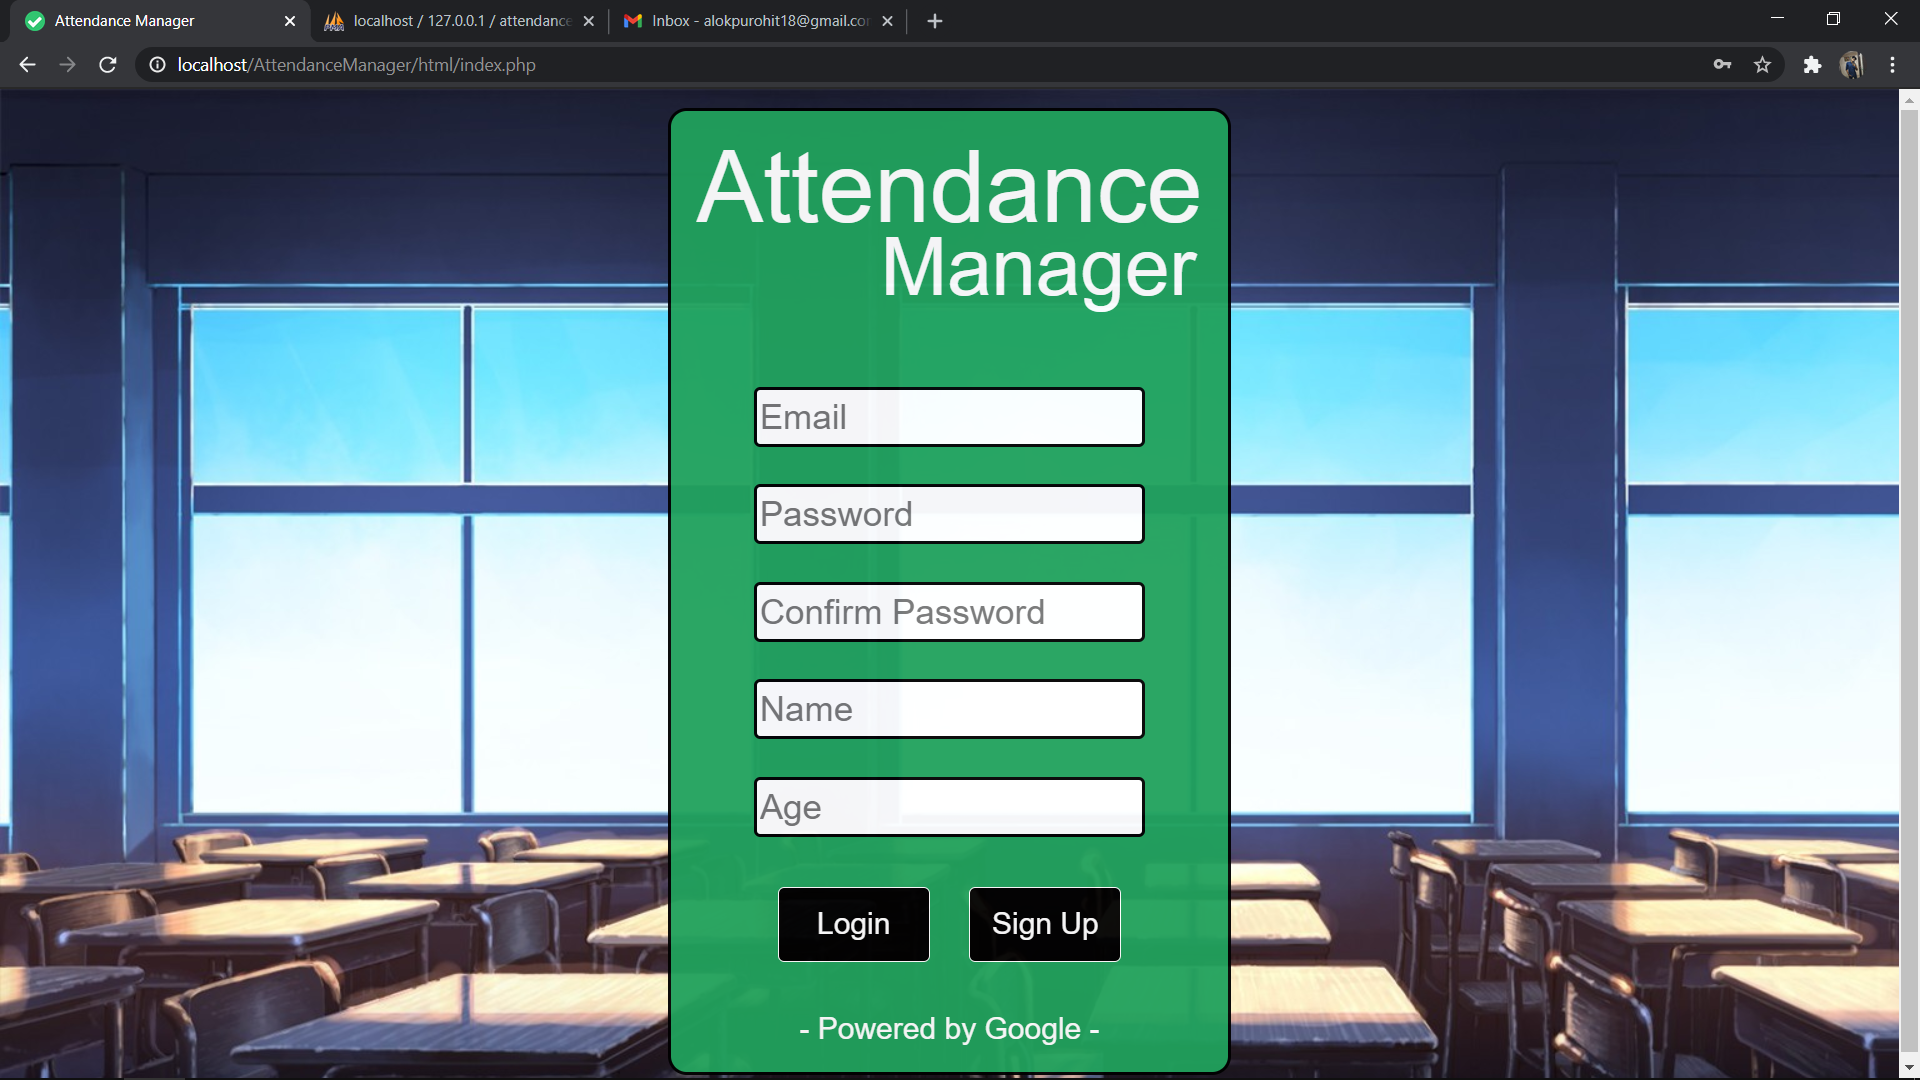 Attendance Manager
localhost / 127.0.0.1 / attendance
Inbox - alokpurohit18@gmail.co
localhost/AttendanceManager/html/index.php
Attendance
Manager
Email
Password
Confirm Password
Name
Age
Login
Sign Up
- Powered by Google -